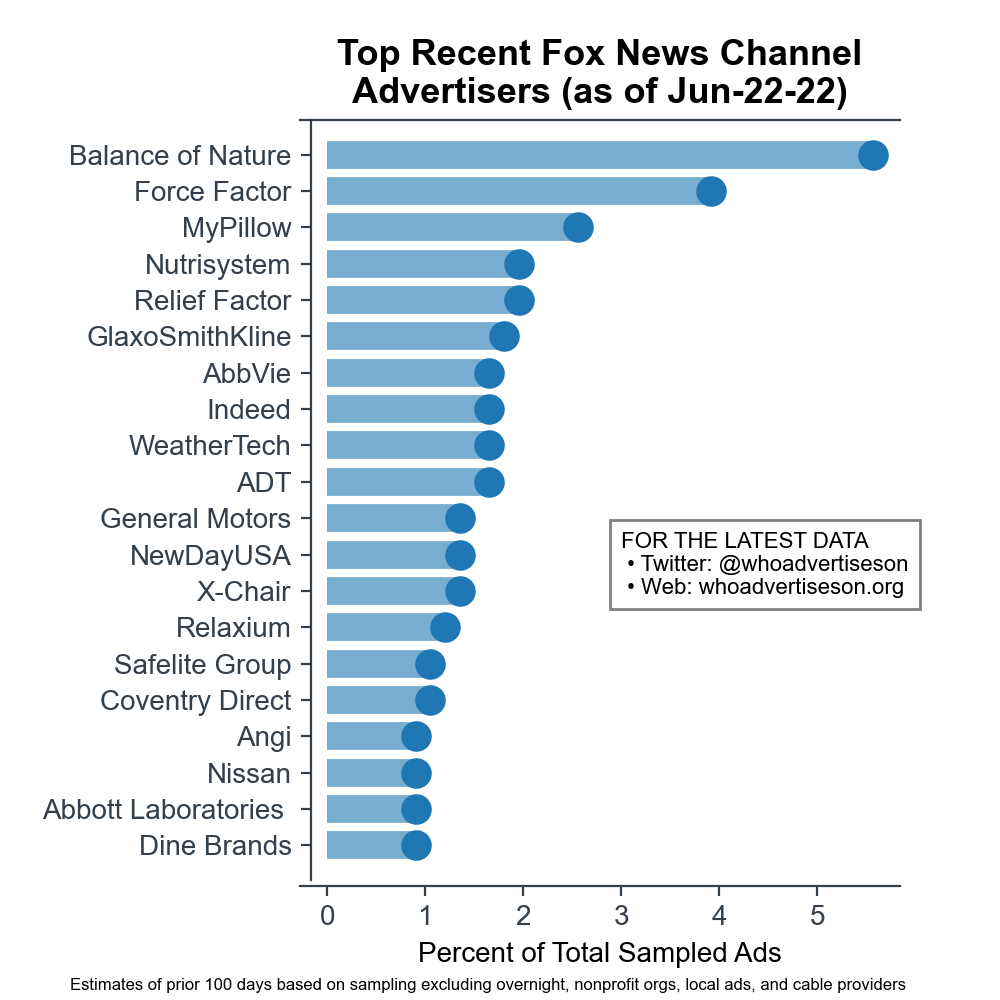 Top Recent Fox News Channel
Advertisers (as of Jun-22-22)
Balance of Nature
Force Factor
MyPillow
Nutrisystem
Relief Factor
GlaxoSmithKline
AbbVie
Indeed
WeatherTech
ADT
General Motors
NewDayUSA
X-Chair
Relaxium
Safelite Group
Coventry Direct
Angi
Nissan
Abbott Laboratories
Dine Brands
FOR THE LATEST DATA
• Twitter: @whoadvertiseson
• Web: whoadvertiseson.org
0 1 2 3 4 5
Percent of Total Sampled Ads
Estimates of prior 100 days based on sampling excluding overnight, nonprofit orgs, local ads, and cable providers